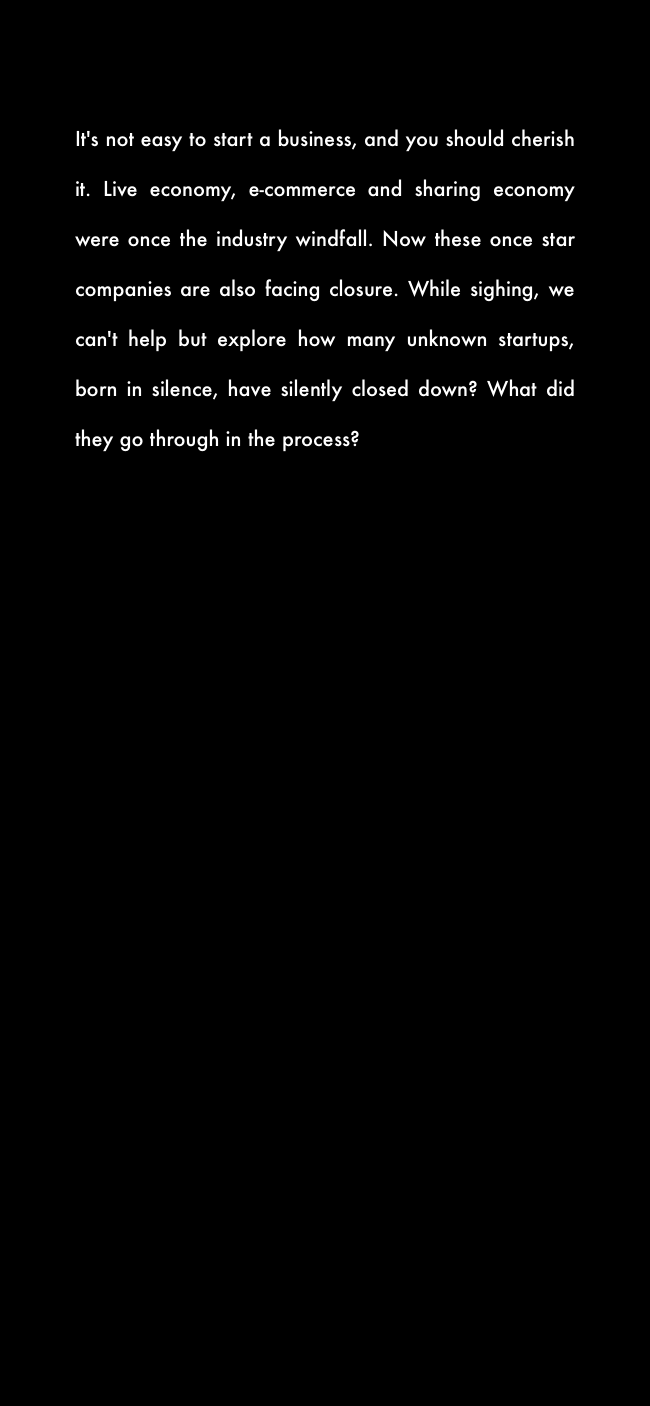 It's not easy to start a business, and you should cherish
it. Live economy, e-commerce and sharing economy
were once the industry windfall. Now these once star
companies are also facing closure. While sighing, we
can't help but explore how many unknown startups,
born in silence, have silently closed down? What did
they go through in the process?